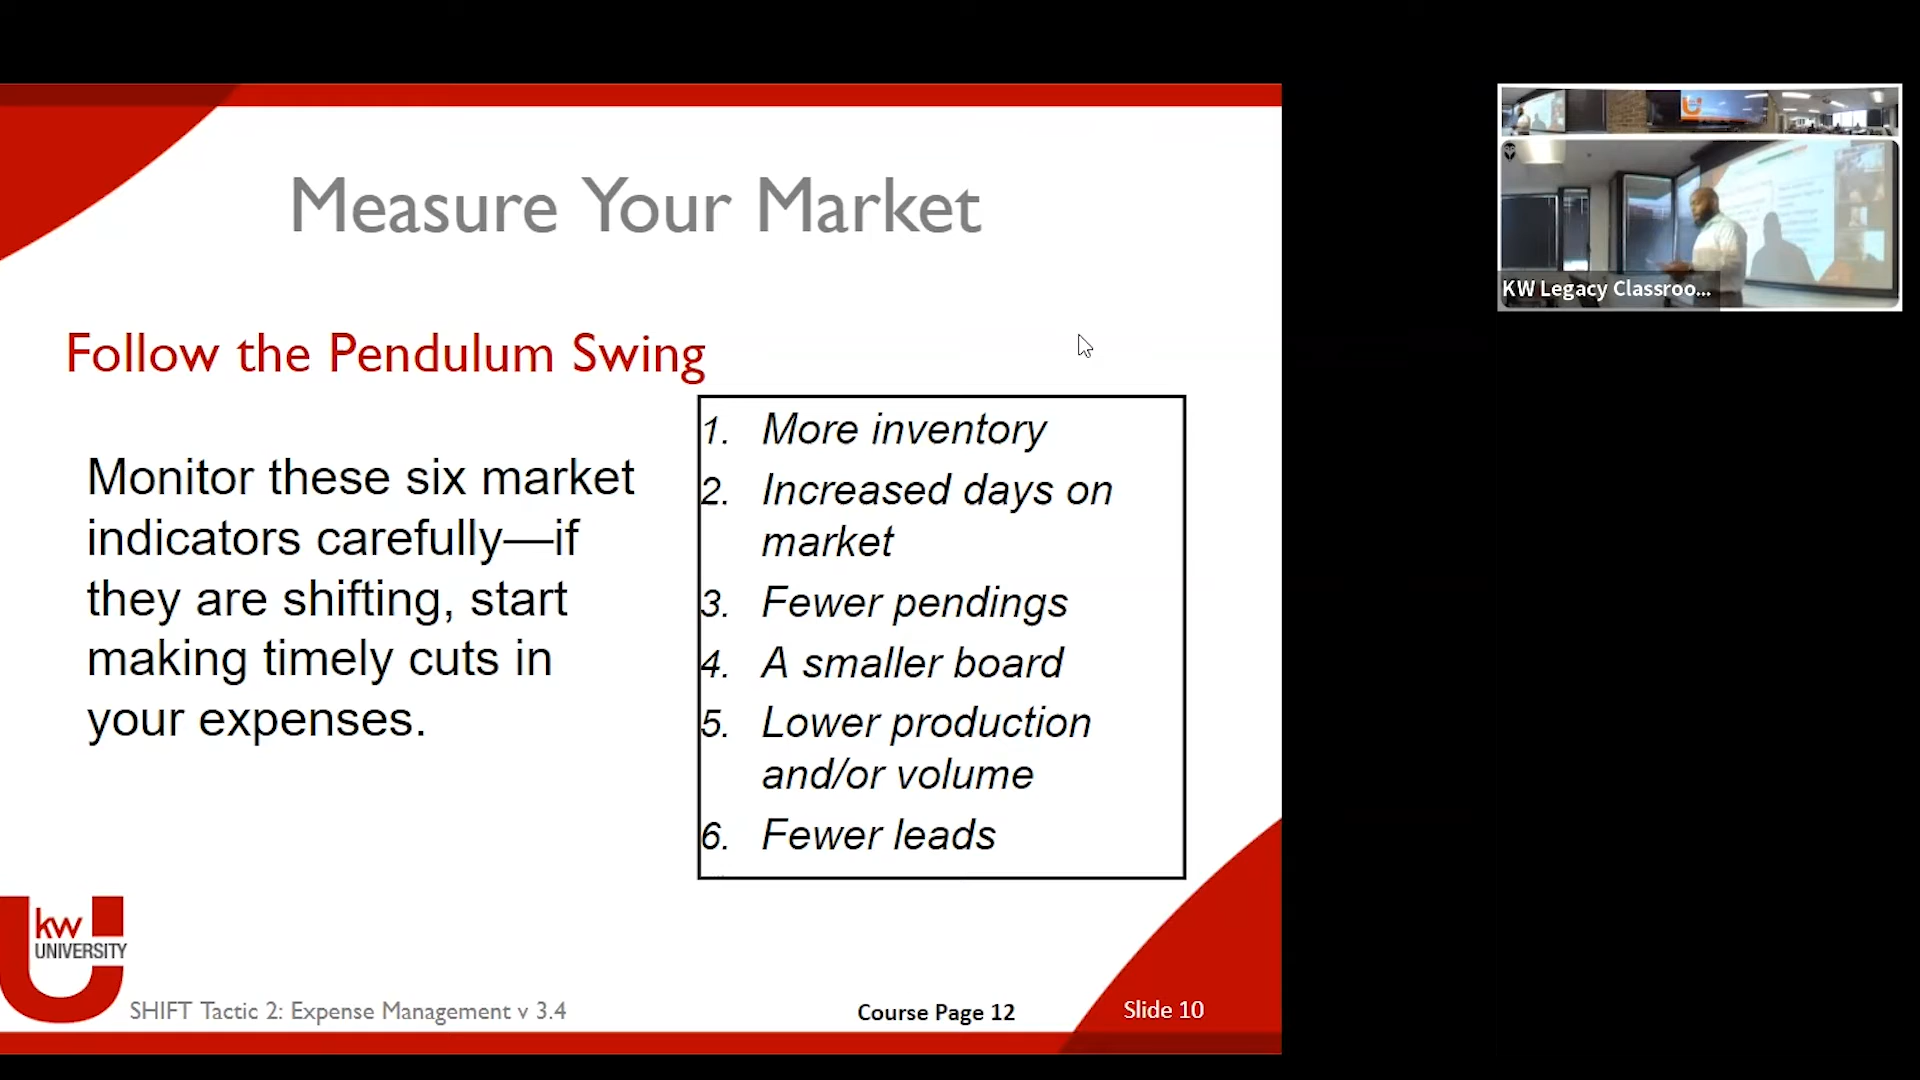 Measure Your Market
Follow the Pendulum Swing
Monitor these six market
indicators carefully—if
they are shifting, start
making timely cuts in
your expenses.
1. More inventory
2. Increased days on
market
3. Fewer pendings
4. A smaller board
5. Lower production
and/or volume
6. Fewer leads
kw
UNIVERSITY
SHIFT Tactic 2: Expense Management v 3.4
Course Page 12
Slide 10
KW Legacy Classroo...